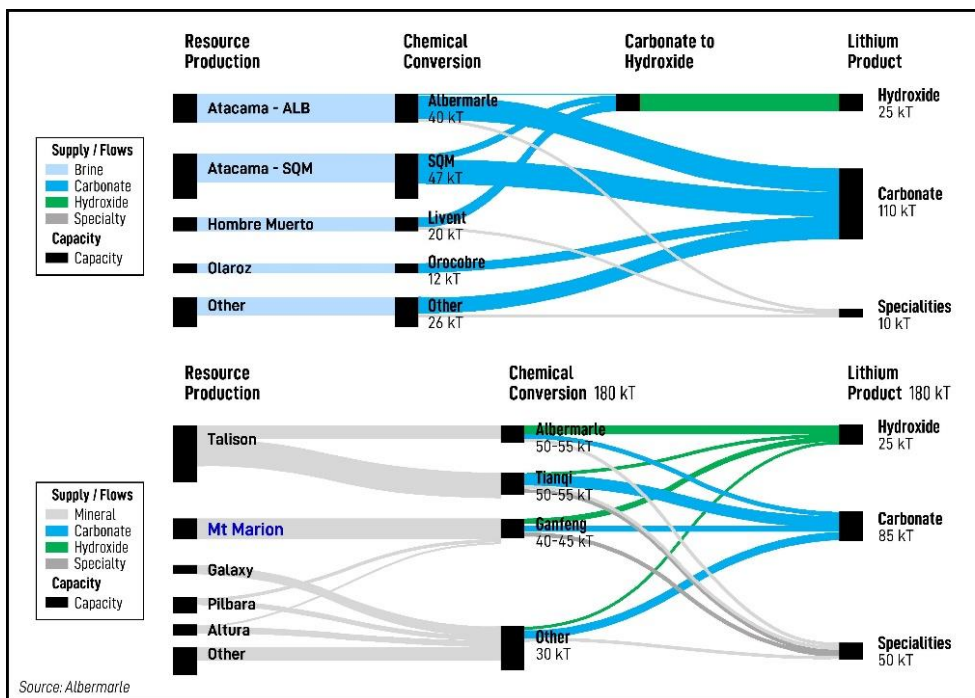 Resource Production
Chemical Conversion
Carbonate to Hydroxide
Lithium Product
Supply / Flows
Brine
Carbonate
Hydroxide
Specialty
Capacity
Capacity
Atacama - ALB
Atacama - SQM
Hombre Muerto
Olaroz
Other
Albermarle
40 kT
SQM
47 kT
Livent
20 kT
Orocobre
12 kT
Other
26 kT
Hydroxide
25 kT
Carbonate
110 kT
Specialities
10 kT
Resource Production
Chemical Conversion 180 kT
Lithium Product 180 kT
Supply / Flows
Mineral
Carbonate
Hydroxide
Specialty
Capacity
Capacity
Talison
Mt Marion
Galaxy
Pilbara
Altura
Other
Albermarle
50-55 kT
Tianqi
50-55 kT
Ganfeng
40-45 kT
Other
30 kT
Hydroxide
25 kT
Carbonate
85 kT
Specialities
50 kT
Source: Albermarle